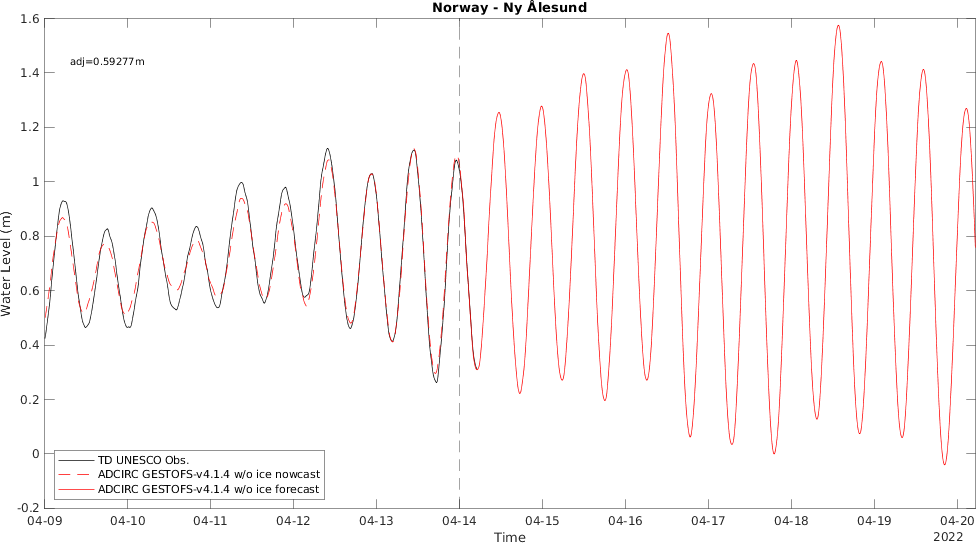 Norway - Ny Ålesund
adj=0.59277m
Water Level (m)
1.6
1.4
1.2
1
0.8
0.6
0.4
0.2
0
-0.2
TD UNESCO Obs.
ADCIRC GESTOFS-v4.1.4 w/o ice nowcast
ADCIRC GESTOFS-v4.1.4 w/o ice forecast
04-09 04-10 04-11 04-12 04-13 04-14 04-15 04-16 04-17 04-18 04-19 04-20
Time
2022